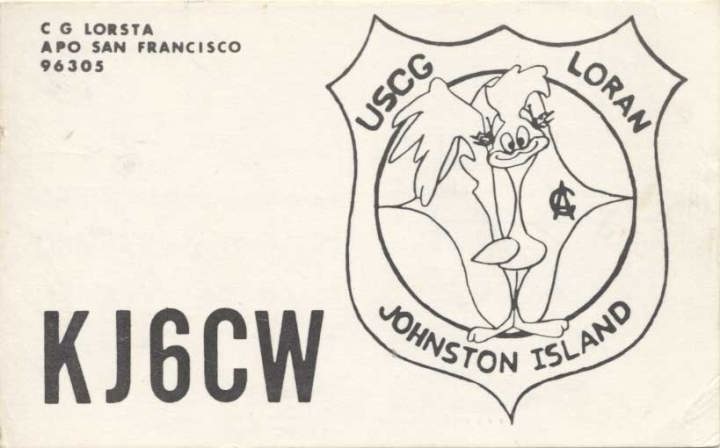 C G LORSTA
APO SAN FRANCISCO
96305
USCG LORAN
JOHNSTON ISLAND
KJ6CW